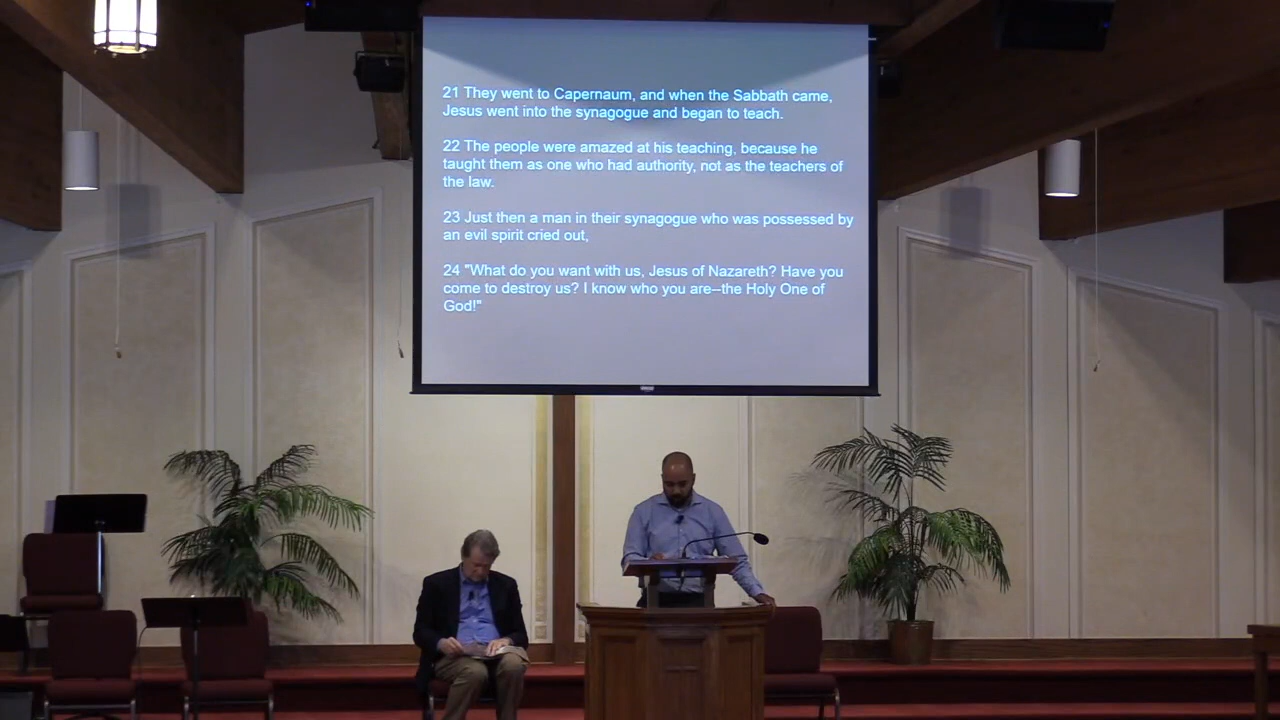 21 They went to Capernaum, and when the Sabbath came,
Jesus went into the synagogue and began to teach.
22 The people were amazed at his teaching, because he
taught them as one who had authority, not as the teachers of
the law.
23 Just then a man in their synagogue who was possessed by
an evil spirit cried out,
24 "What do you want with us, Jesus of Nazareth? Have you
come to destroy us? I know who you are--the Holy One of
God!"